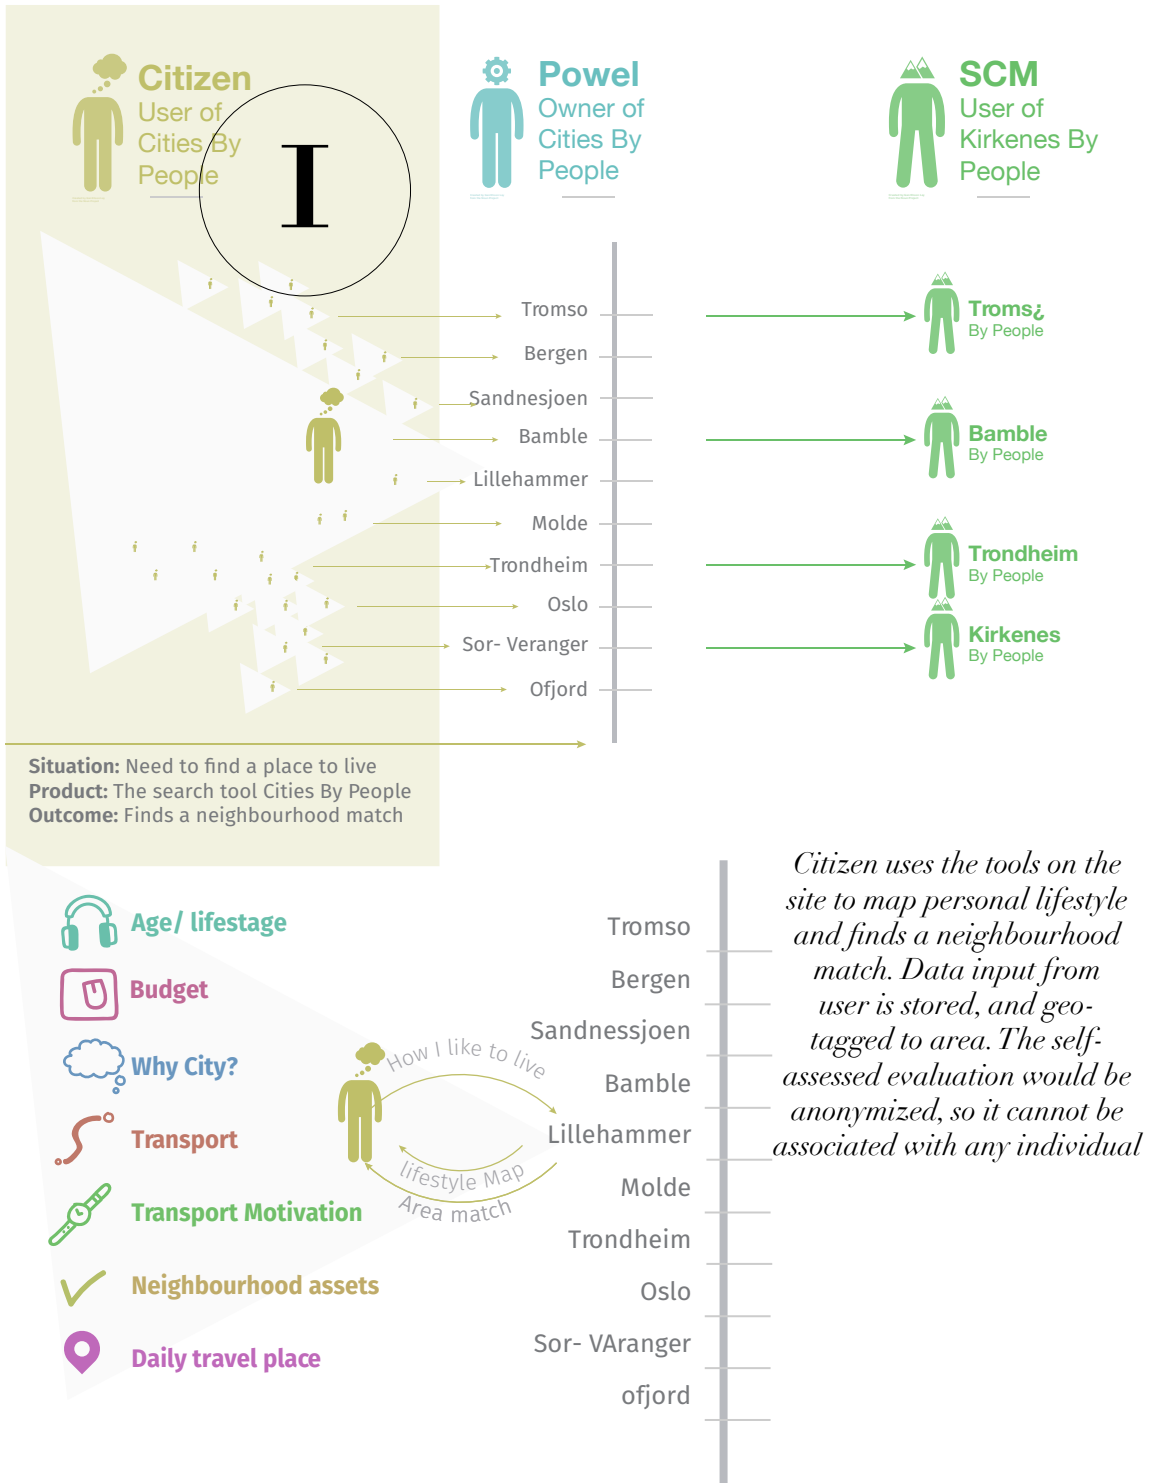 Citizen
User of
Cities By
People
I
Powel
Owner of
Cities By
People
SCM
User of
Kirkenes By
People
Tromso
Bergen
Sandnesjoen
Bamble
Lillehammer
Molde
Trondheim
Oslo
Sor- Veranger
Ofjord
Troms¿
By People
Bamble
By People
Trondheim
By People
Kirkenes
By People
Situation: Need to find a place to live
Product: The search tool Cities By People
Outcome: Finds a neighbourhood match
Age/ lifestage
Budget
Why City?
Transport
Transport Motivation
Neighbourhood assets
Daily travel place
How I like to live
lifestyle Map
Area match
Tromso
Bergen
Sandnessjoen
Bamble
Lillehammer
Molde
Trondheim
Oslo
Sor- VAranger
ofjord
Citizen uses the tools on the
site to map personal lifestyle
and finds a neighbourhood
match. Data input from
user is stored, and geo-
tagged to area. The self-
assessed evaluation would be
anonymized, so it cannot be
associated with any individual